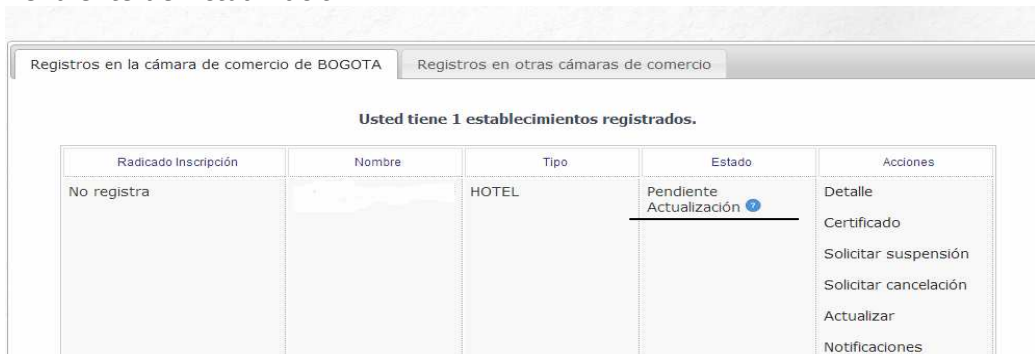 Registros en la cámara de comercio de BOGOTA
Registros en otras cámaras de comercio
Usted tiene 1 establecimientos registrados.
Radicado Inscripción
Nombre
Tipo
Estado
Acciones
No registra
HOTEL
Pendiente
Actualización ?
Detalle
Certificado
Solicitar suspensión
Solicitar cancelación
Actualizar
Notificaciones